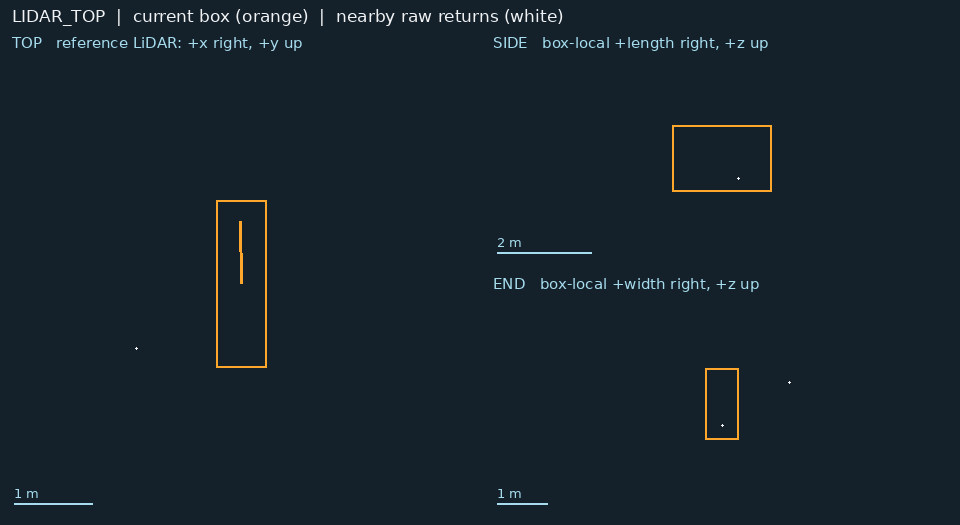 LIDAR_TOP | current box (orange) | nearby raw returns (white)
TOP reference LiDAR: +x right, +y up
SIDE box-local +length right, +z up
2 m
END box-local +width right, +z up
1 m
1 m